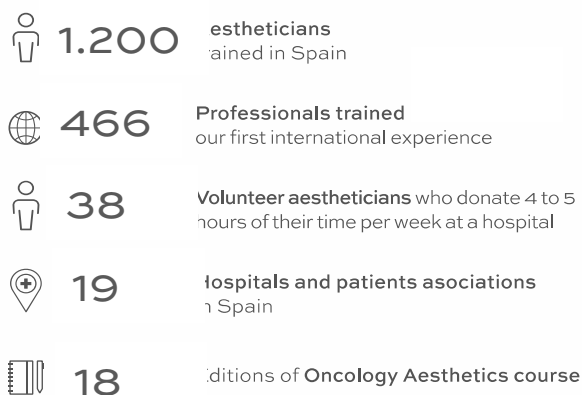 1.200 estheticians
ained in Spain
466 Professionals trained
our first international experience
38 Volunteer aestheticians who donate 4 to 5
hours of their time per week at a hospital
19 Hospitals and patients asociations
n Spain
18 ditions of Oncology Aesthetics course